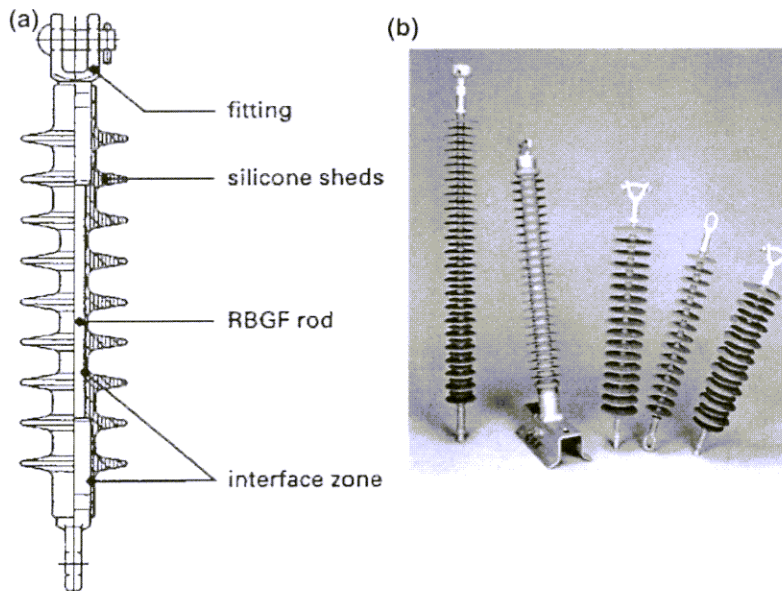 (a)
(b)
fitting
silicone sheds
RBGF rod
interface zone